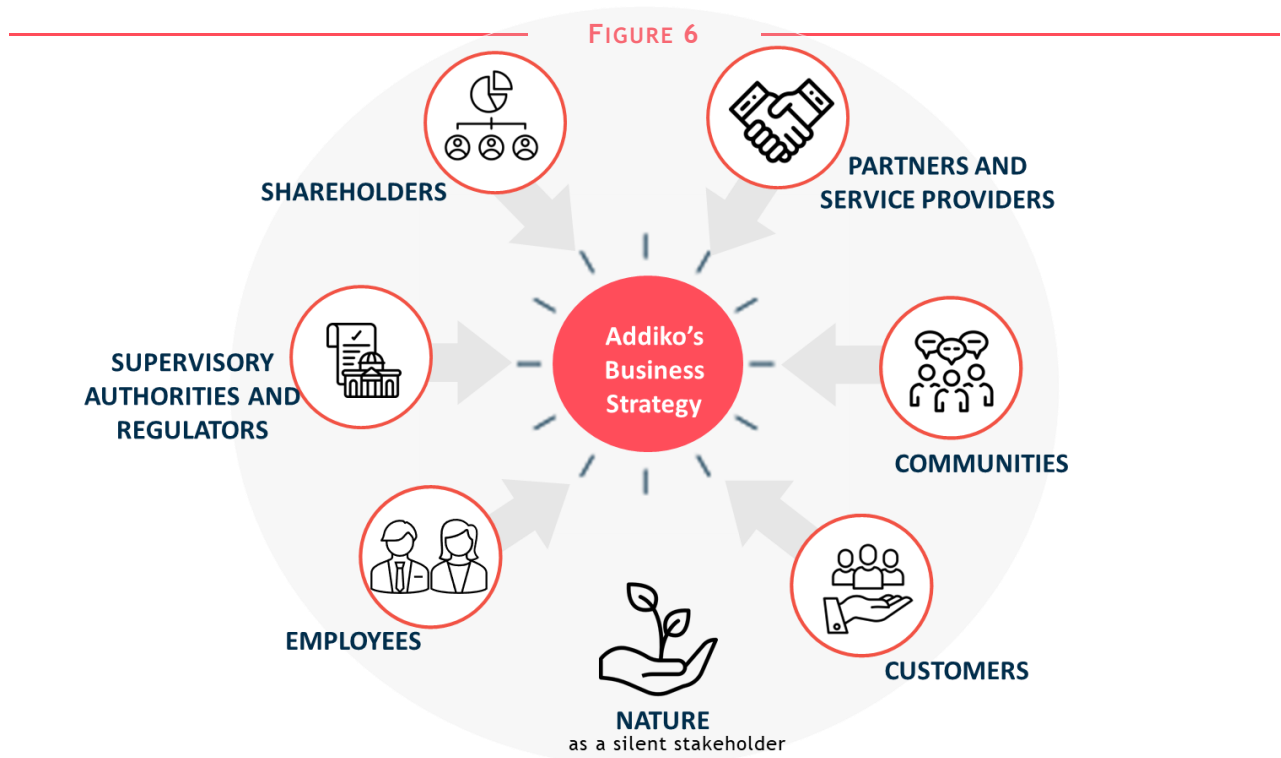 FIGURE 6
SHAREHOLDERS
PARTNERS AND
SERVICE PROVIDERS
Addiko’s
Business
Strategy
SUPERVISORY
AUTHORITIES AND
REGULATORS
COMMUNITIES
EMPLOYEES
CUSTOMERS
NATURE
as a silent stakeholder